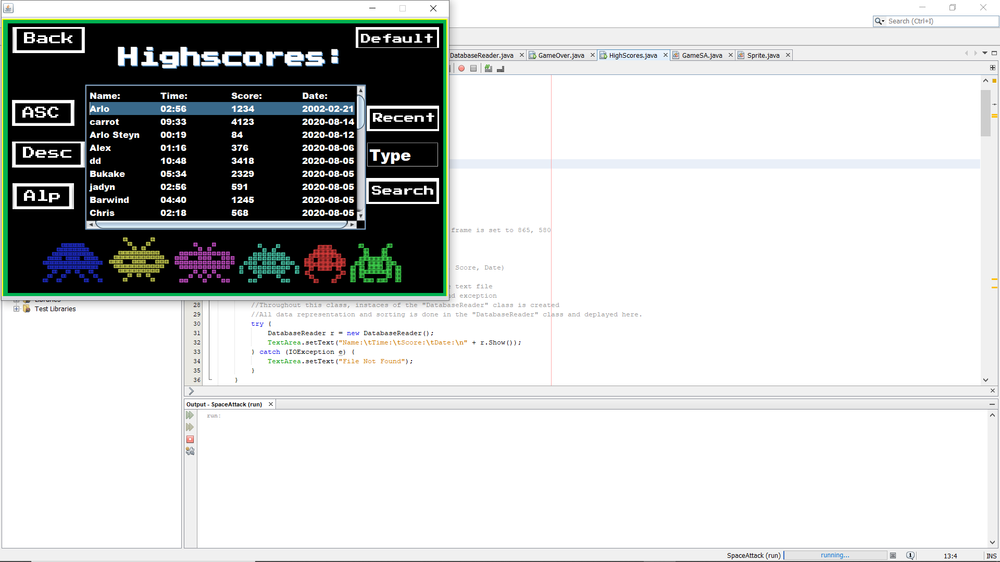 Back
Default
Highscores:
ASC
Desc
Alp
Name: Time: Score: Date:
Arlo 02:56 1234 2002-02-21
carrot 09:33 4123 2020-08-14
Arlo Steyn 00:19 84 2020-08-12
Alex 01:16 376 2020-08-06
dd 10:48 3418 2020-08-05
Bukake 05:34 2329 2020-08-05
jadyn 02:56 591 2020-08-05
Barwind 04:40 1245 2020-08-05
Chris 02:18 568 2020-08-05
Recent
Type
Search
Search (Ctrl+I)
DatabaseReader.java GameOver.java HighScores.java GameSA.java Sprite.java
frame is set to 865, 580
Score, Date)
text file
exception
Libraries
Test Libraries
28 //Throughout this class, instaces of the "DatabaseReader" class is created
29 //All data representation and sorting is done in the "DatabaseReader" class and deplayed here.
30 try {
31 DatabaseReader r = new DatabaseReader();
32 TextArea.setText("Name:\tTime:\tScore:\tDate:\n" + r.Show());
33 } catch (IOException e) {
34 TextArea.setText("File Not Found");
35 }
36 }
Output - SpaceAttack (run)
run:
SpaceAttack (run) running... 1 13:4 INS